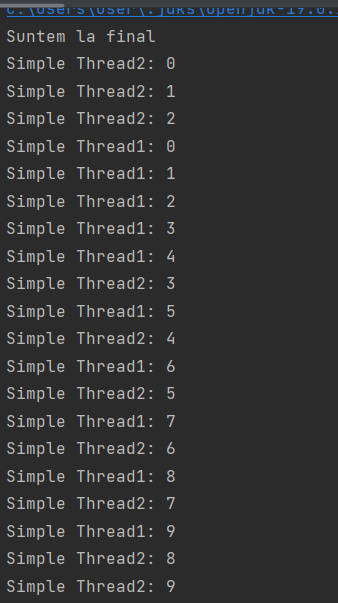 C:\Users\User\.jdks\openjdk-19.0.
Suntem la final
Simple Thread2: 0
Simple Thread2: 1
Simple Thread2: 2
Simple Thread1: 0
Simple Thread1: 1
Simple Thread1: 2
Simple Thread1: 3
Simple Thread1: 4
Simple Thread2: 3
Simple Thread1: 5
Simple Thread2: 4
Simple Thread1: 6
Simple Thread2: 5
Simple Thread1: 7
Simple Thread2: 6
Simple Thread1: 8
Simple Thread2: 7
Simple Thread1: 9
Simple Thread2: 8
Simple Thread2: 9